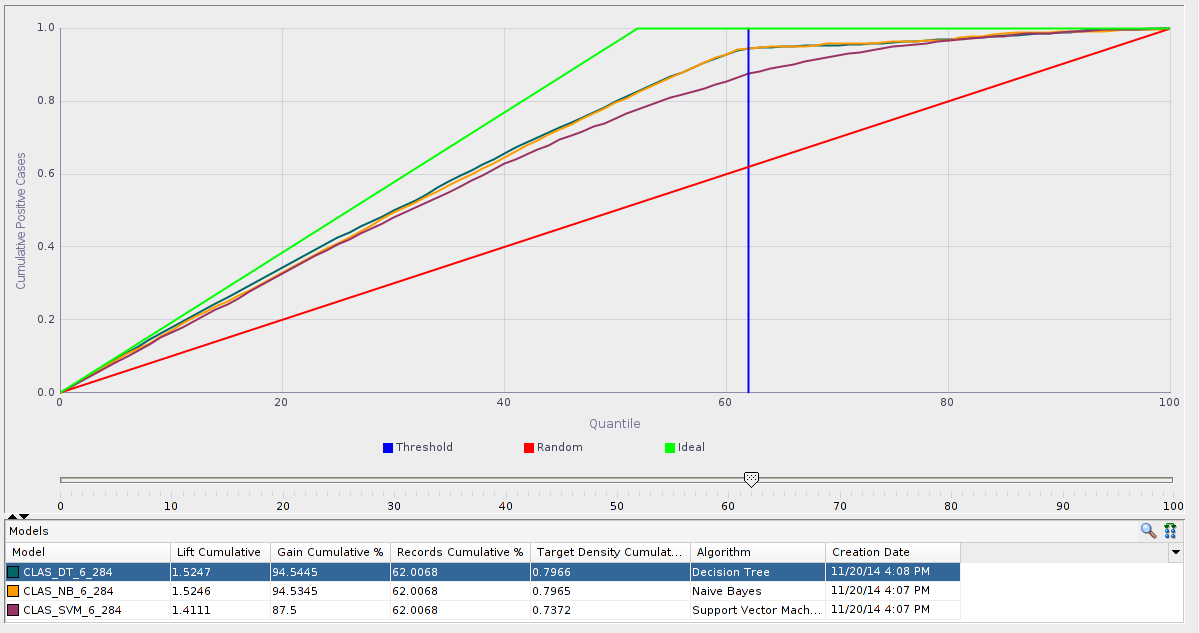 1.0
0.8
Cumulative Positive Cases
0.6
0.4
0.2
0.0
0 20 40 60 80 100
Quantile
Threshold Random Ideal
0 10 20 30 40 50 60 70 80 90 100
Models
Model Lift Cumulative Gain Cumulative % Records Cumulative % Target Density Cumulat... Algorithm Creation Date
CLAS_DT_6_284 1.5247 94.5445 62.0068 0.7966 Decision Tree 11/20/14 4:08 PM
CLAS_NB_6_284 1.5246 94.5345 62.0068 0.7965 Naive Bayes 11/20/14 4:07 PM
CLAS_SVM_6_284 1.4111 87.5 62.0068 0.7372 Support Vector Mach... 11/20/14 4:07 PM